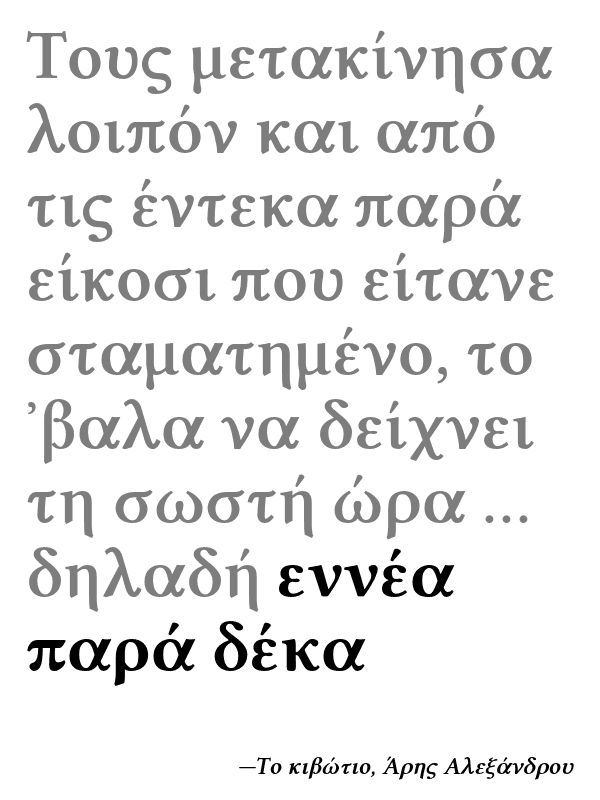 Τους μετακίνησα
λοιπόν και από
τις έντεκα παρά
είκοσι που είτανε
σταματημένο, το
᾽βαλα να δείχνει
τη σωστή ώρα ...
δηλαδή εννέα
παρά δέκα
—Το κιβώτιο, Άρης Αλεξάνδρου